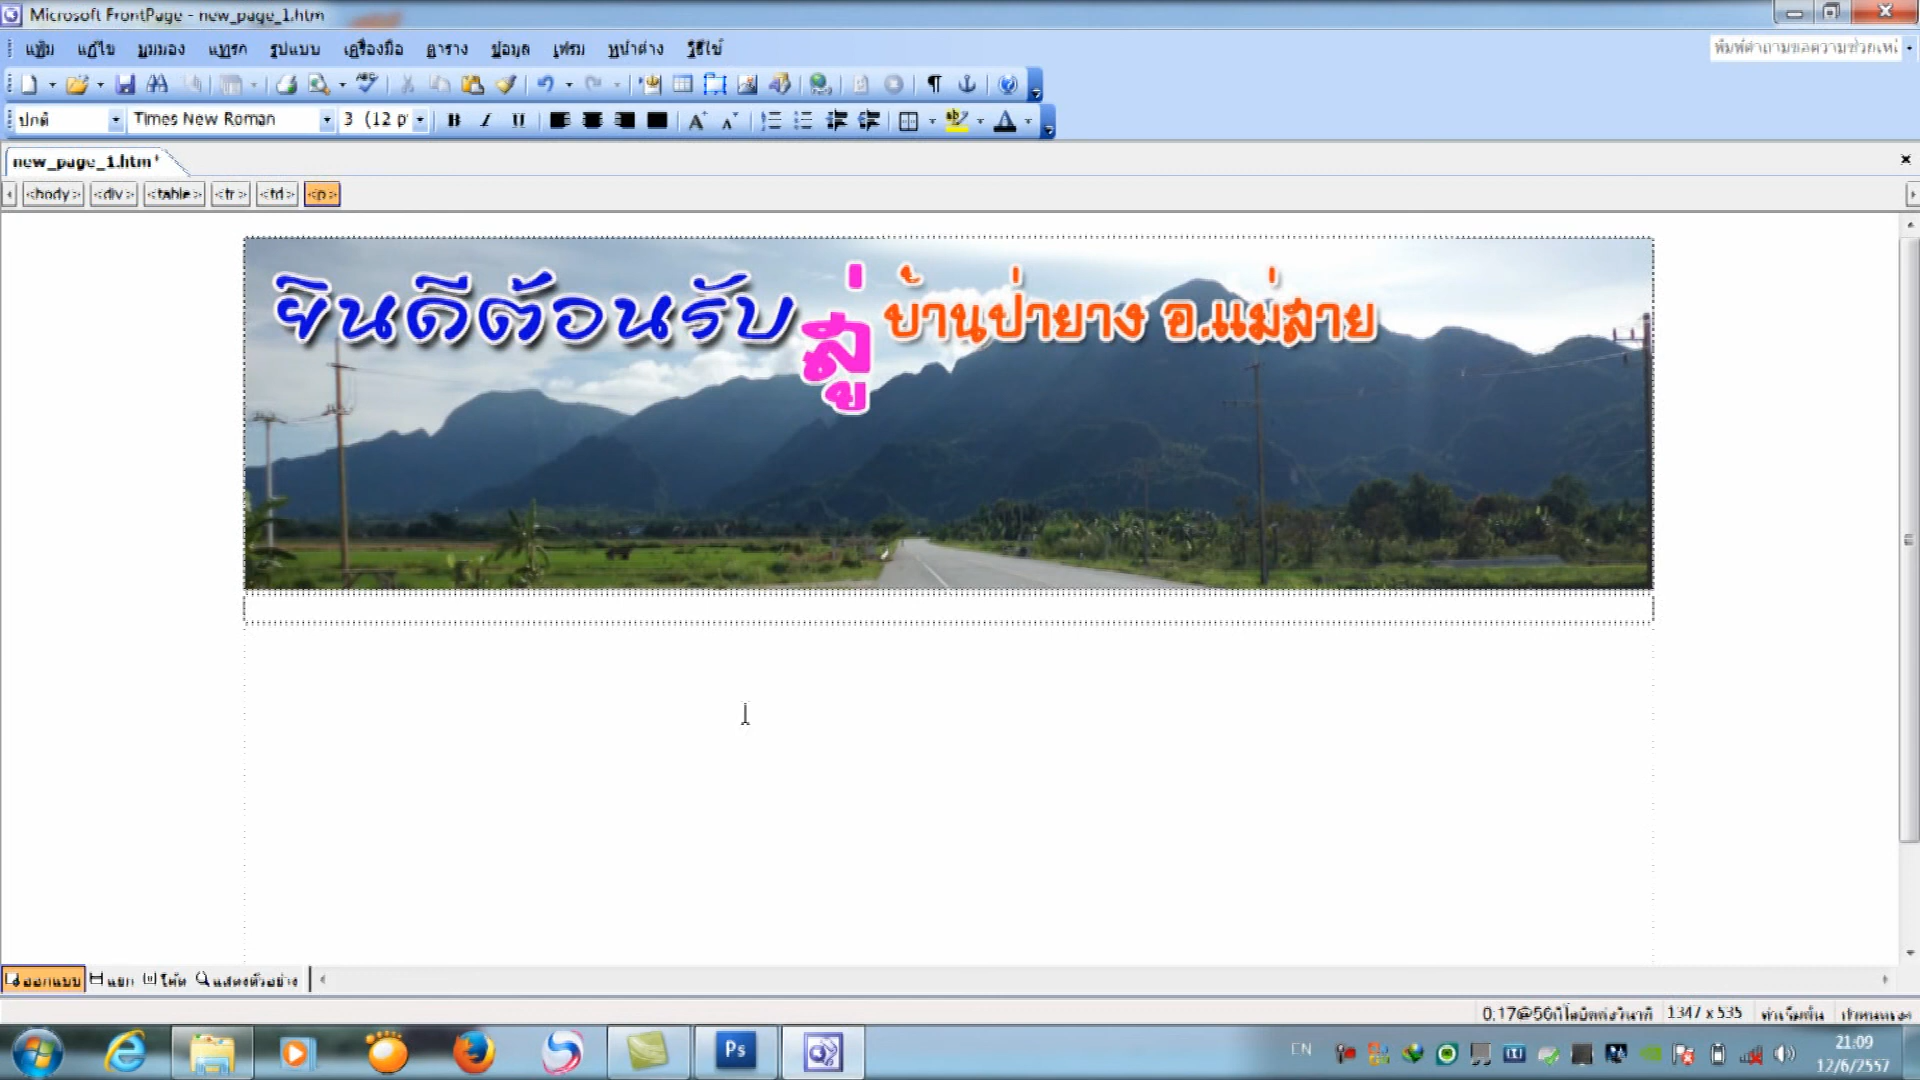 Microsoft FrontPage - new_page_1.htm
แฟ้ม แก้ไข มุมมอง แทรก รูปแบบ เครื่องมือ ตาราง ข้อมูล เฟรม หน้าต่าง วิธีใช้
ปกติ Times New Roman 3 (12 p
new_page_1.htm*
<body> <div> <table> <tr> <td> <p>
ยินดีต้อนรับ สู่ บ้านป่ายาง อ.แม่สาย
ออกแบบ แยก โค้ด แสดงตัวอย่าง
1347 x 535
Ps
EN
21:09
12/6/2557